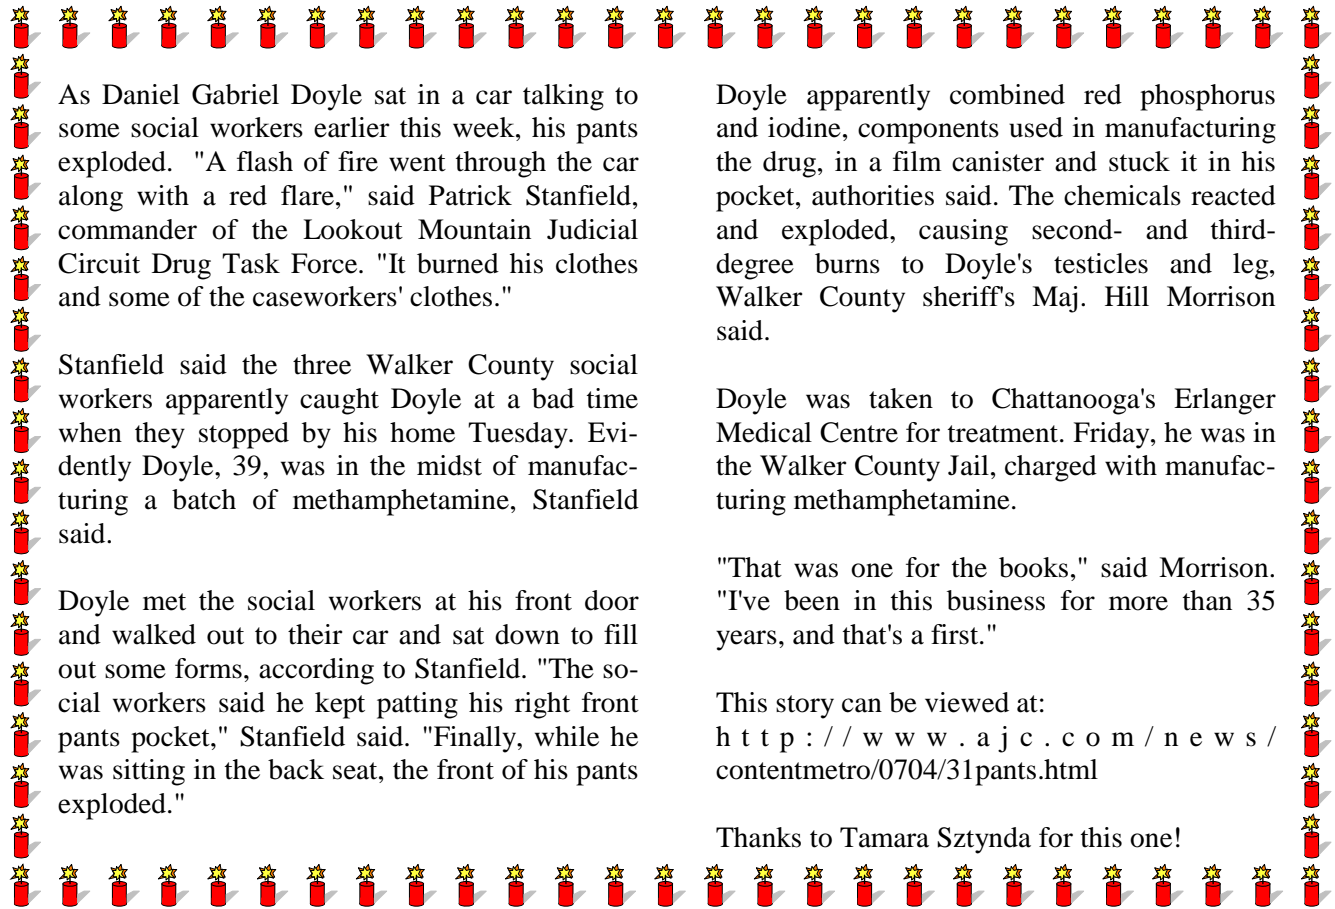 As Daniel Gabriel Doyle sat in a car talking to
some social workers earlier this week, his pants
exploded.  "A flash of fire went through the car
along with a red flare," said Patrick Stanfield,
commander of the Lookout Mountain Judicial
Circuit Drug Task Force. "It burned his clothes
and some of the caseworkers' clothes."

Stanfield said the three Walker County social
workers apparently caught Doyle at a bad time
when they stopped by his home Tuesday. Evi-
dently Doyle, 39, was in the midst of manufac-
turing a batch of methamphetamine, Stanfield
said.

Doyle met the social workers at his front door
and walked out to their car and sat down to fill
out some forms, according to Stanfield. "The so-
cial workers said he kept patting his right front
pants pocket," Stanfield said. "Finally, while he
was sitting in the back seat, the front of his pants
exploded."

Doyle apparently combined red phosphorus
and iodine, components used in manufacturing
the drug, in a film canister and stuck it in his
pocket, authorities said. The chemicals reacted
and exploded, causing second- and third-
degree burns to Doyle's testicles and leg,
Walker County sheriff's Maj. Hill Morrison
said.

Doyle was taken to Chattanooga's Erlanger
Medical Centre for treatment. Friday, he was in
the Walker County Jail, charged with manufac-
turing methamphetamine.

"That was one for the books," said Morrison.
"I've been in this business for more than 35
years, and that's a first."

This story can be viewed at:
http://www.ajc.com/news/
contentmetro/0704/31pants.html

Thanks to Tamara Sztynda for this one!